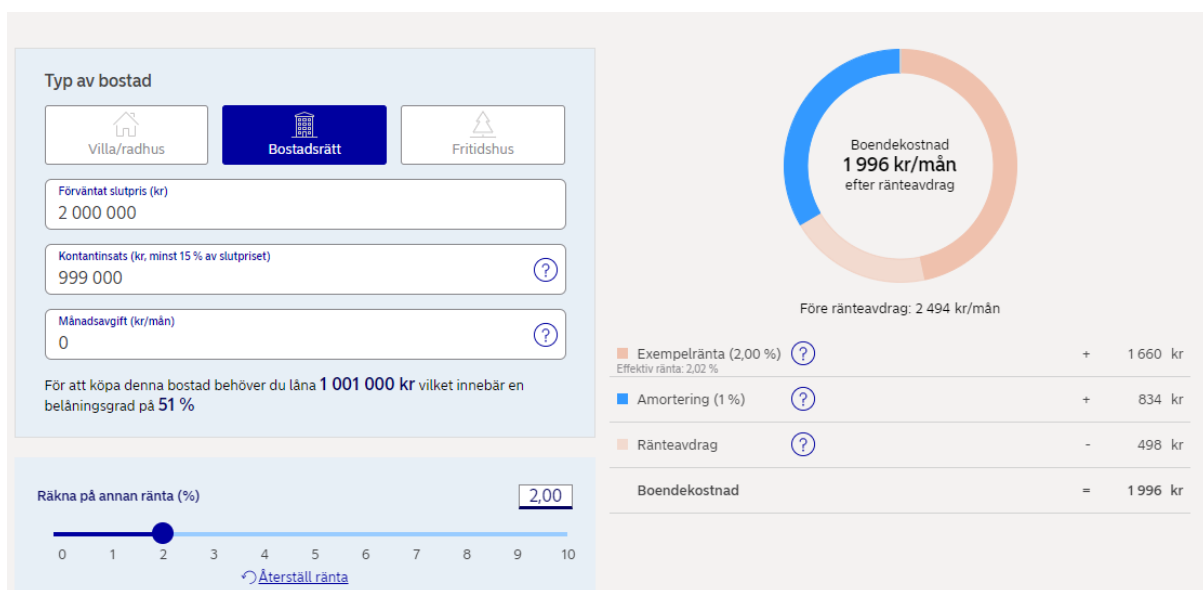 Typ av bostad
Villa/radhus
Bostadsrätt
Fritidshus
Förväntat slutpris (kr)
2 000 000
Kontantinsats (kr, minst 15 % av slutpriset)
999 000
?
Månadsavgift (kr/mån)
0
?
För att köpa denna bostad behöver du låna 1 001 000 kr vilket innebär en
belåningsgrad på 51 %
Räkna på annan ränta (%)
2,00
0 1 2 3 4 5 6 7 8 9 10
Återställ ränta
Boendekostnad
1 996 kr/mån
efter ränteavdrag
Före ränteavdrag: 2 494 kr/mån
Exempelränta (2,00 %) ? + 1 660 kr
Effektiv ränta: 2,02 %
Amortering (1 %) ? + 834 kr
Ränteavdrag ? - 498 kr
Boendekostnad = 1 996 kr